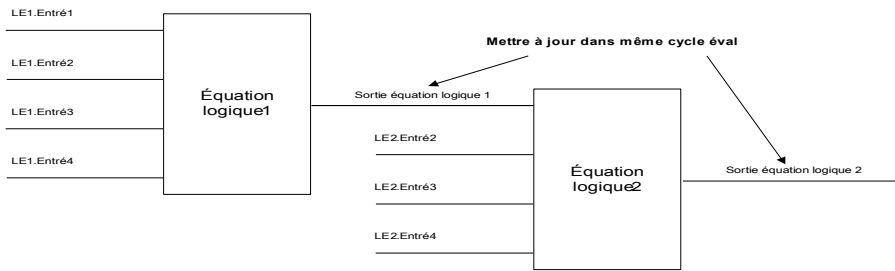 LE1.Entré1
LE1.Entré2
LE1.Entré3
LE1.Entré4
Équation
logique1
Mettre à jour dans même cycle éval
Sortie équation logique 1
LE2.Entré2
LE2.Entré3
LE2.Entré4
Équation
logique2
Sortie équation logique 2